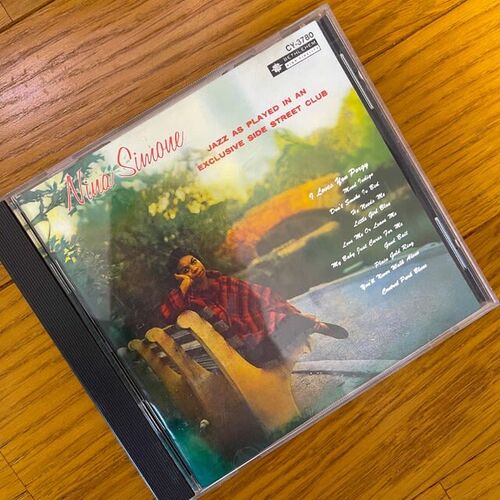 CY-3780
BETHLEHEM
Nina Simone
JAZZ AS PLAYED IN AN
EXCLUSIVE SIDE STREET CLUB
I Loves You Porgy
Mood Indigo
Don't Smoke In Bed
He Needs Me
Little Girl Blue
Love Me Or Leave Me
My Baby Just Cares For Me
Good Bait
Plain Gold Ring
You'll Never Walk Alone
Central Park Blues